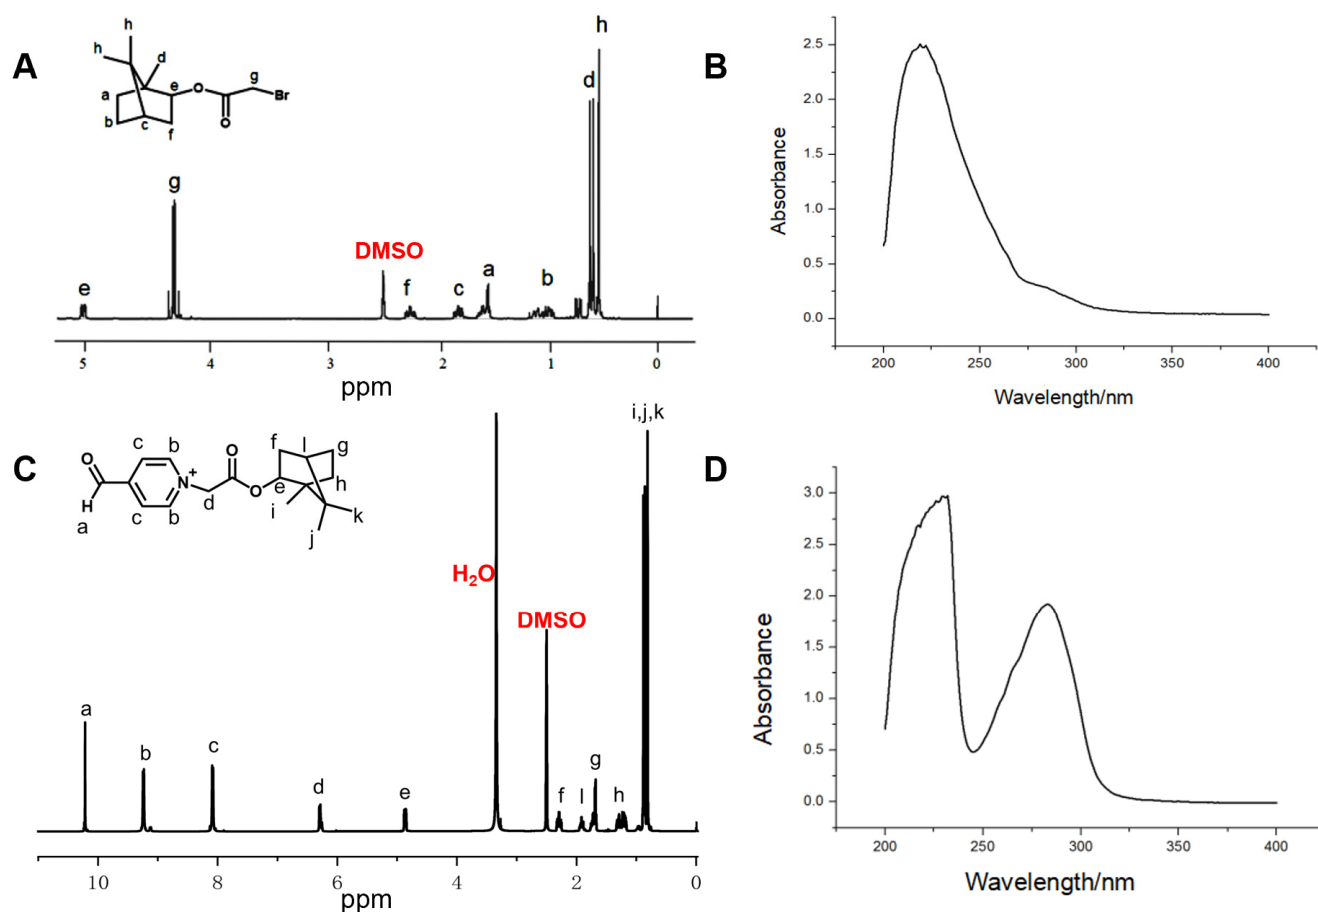 A
h
h
d
a
e
O
g
Br
b
c
f
O
h
d
g
DMSO
e
f
c
a
b
5
4
3
2
1
0
ppm
B
2.5
2.0
1.5
1.0
0.5
0.0
Absorbance
200
250
300
350
400
Wavelength/nm
C
c
b
O
f
l
g
O
N
+
H
d
O
e
h
a
c
b
i
k
j
i,j,k
H₂O
DMSO
a
b
c
d
e
f
l
g
h
10
8
6
4
2
0
ppm
D
3.0
2.5
2.0
1.5
1.0
0.5
0.0
Absorbance
200
250
300
350
400
Wavelength/nm